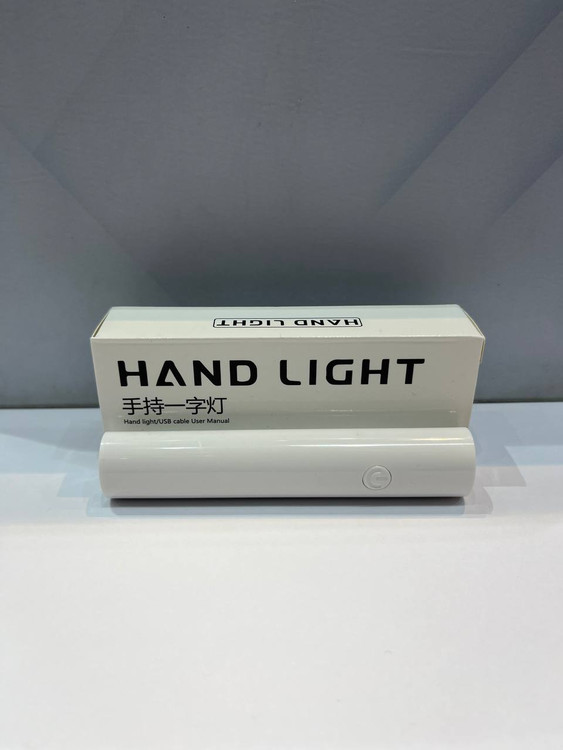 HAND LIGHT
HAND LIGHT
手持一字灯
Hand light/USB cable User Manual